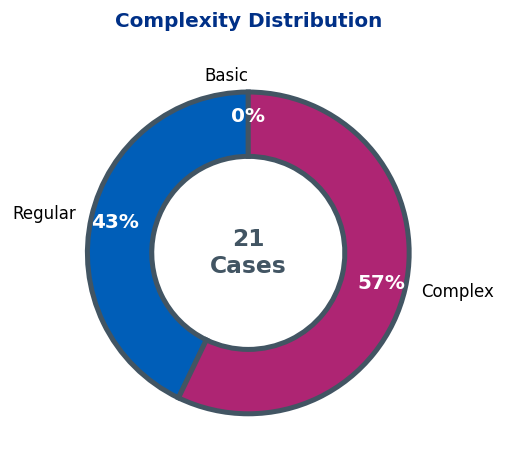 Complexity Distribution
Basic
0%
Regular
43%
21
Cases
57%
Complex